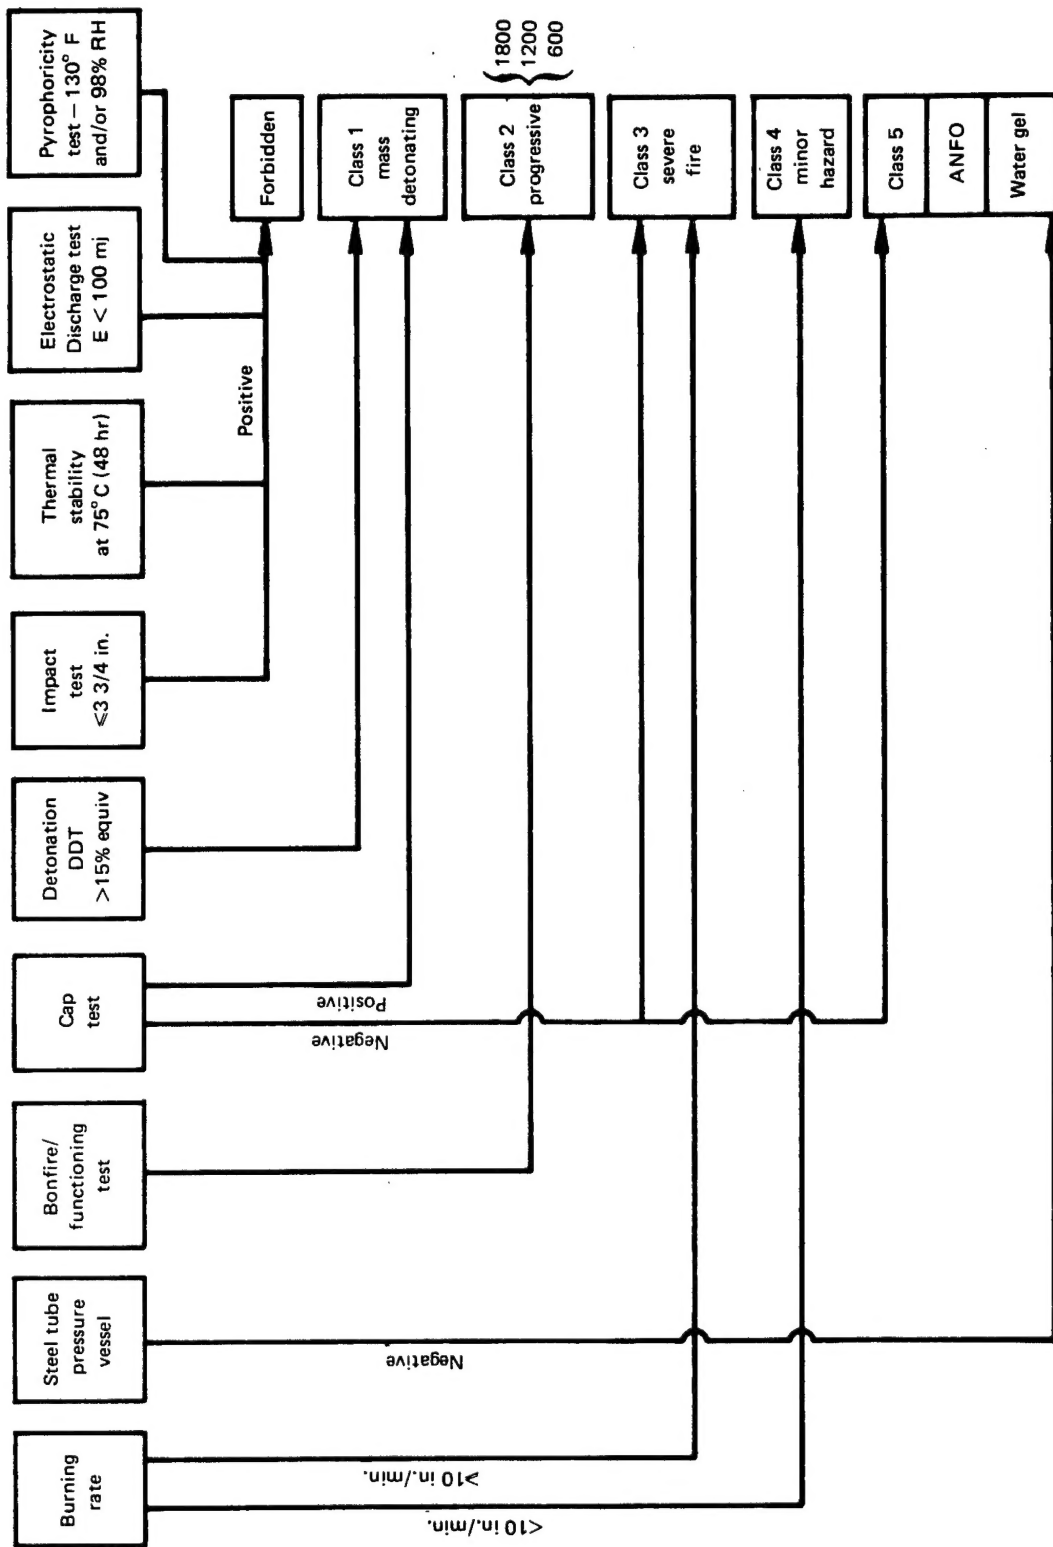 Burning
rate
Steel tube
pressure
vessel
Bonfire/
functioning
test
Cap
test
Detonation
DDT
>15% equiv
Impact
test
≤3 3/4 in.
Thermal
stability
at 75°C (48 hr)
Electrostatic
Discharge test
E < 100 mj
Pyrophoricity
test – 130° F
and/or 98% RH
<10 in./min.
≥10 in./min.
Negative
Negative
Positive
Positive
Forbidden
Class 1
mass
detonating
Class 2
progressive
1800
1200
600
Class 3
severe
fire
Class 4
minor
hazard
Class 5
ANFO
Water gel